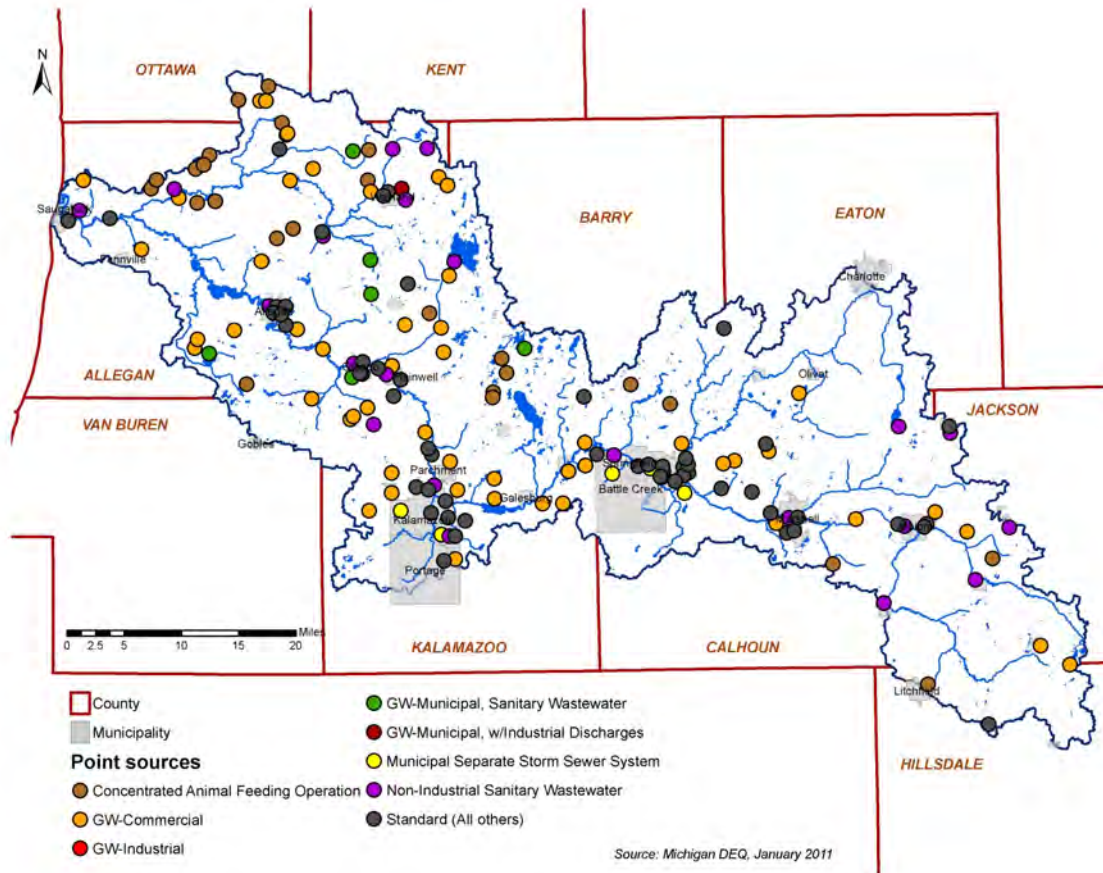 N
OTTAWA
KENT
BARRY
EATON
Charlotte
ALLEGAN
VAN BUREN
Gobles
Olivat
JACKSON
Parchment
Galesburg
Battle Creek
Portage
Miles
0 2.5 5 10 15 20
KALAMAZOO
CALHOUN
Litchfield
HILLSDALE
County
Municipality
Point sources
Concentrated Animal Feeding Operation
GW-Commercial
GW-Industrial
GW-Municipal, Sanitary Wastewater
GW-Municipal, w/Industrial Discharges
Municipal Separate Storm Sewer System
Non-Industrial Sanitary Wastewater
Standard (All others)
Source: Michigan DEQ, January 2011